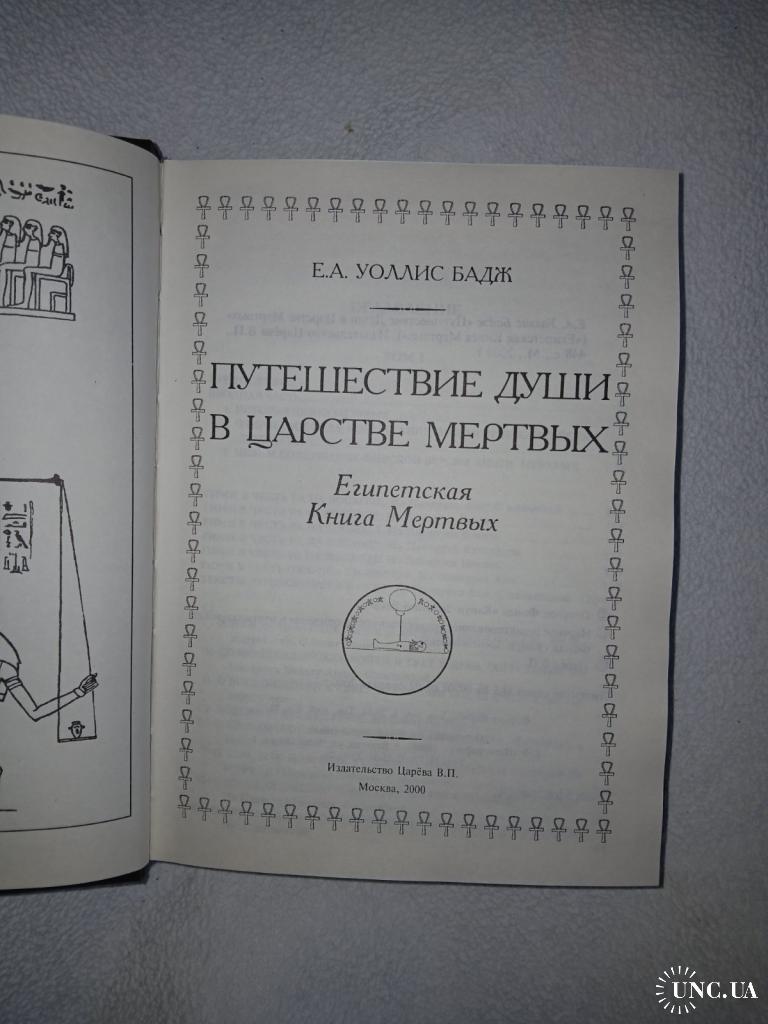 Е.А. УОЛЛИС БАДЖ
ПУТЕШЕСТВИЕ ДУШИ
В ЦАРСТВЕ МЕРТВЫХ
Египетская
Книга Мертвых
Издательство Царёва В.П.
Москва, 2000
UNC.UA